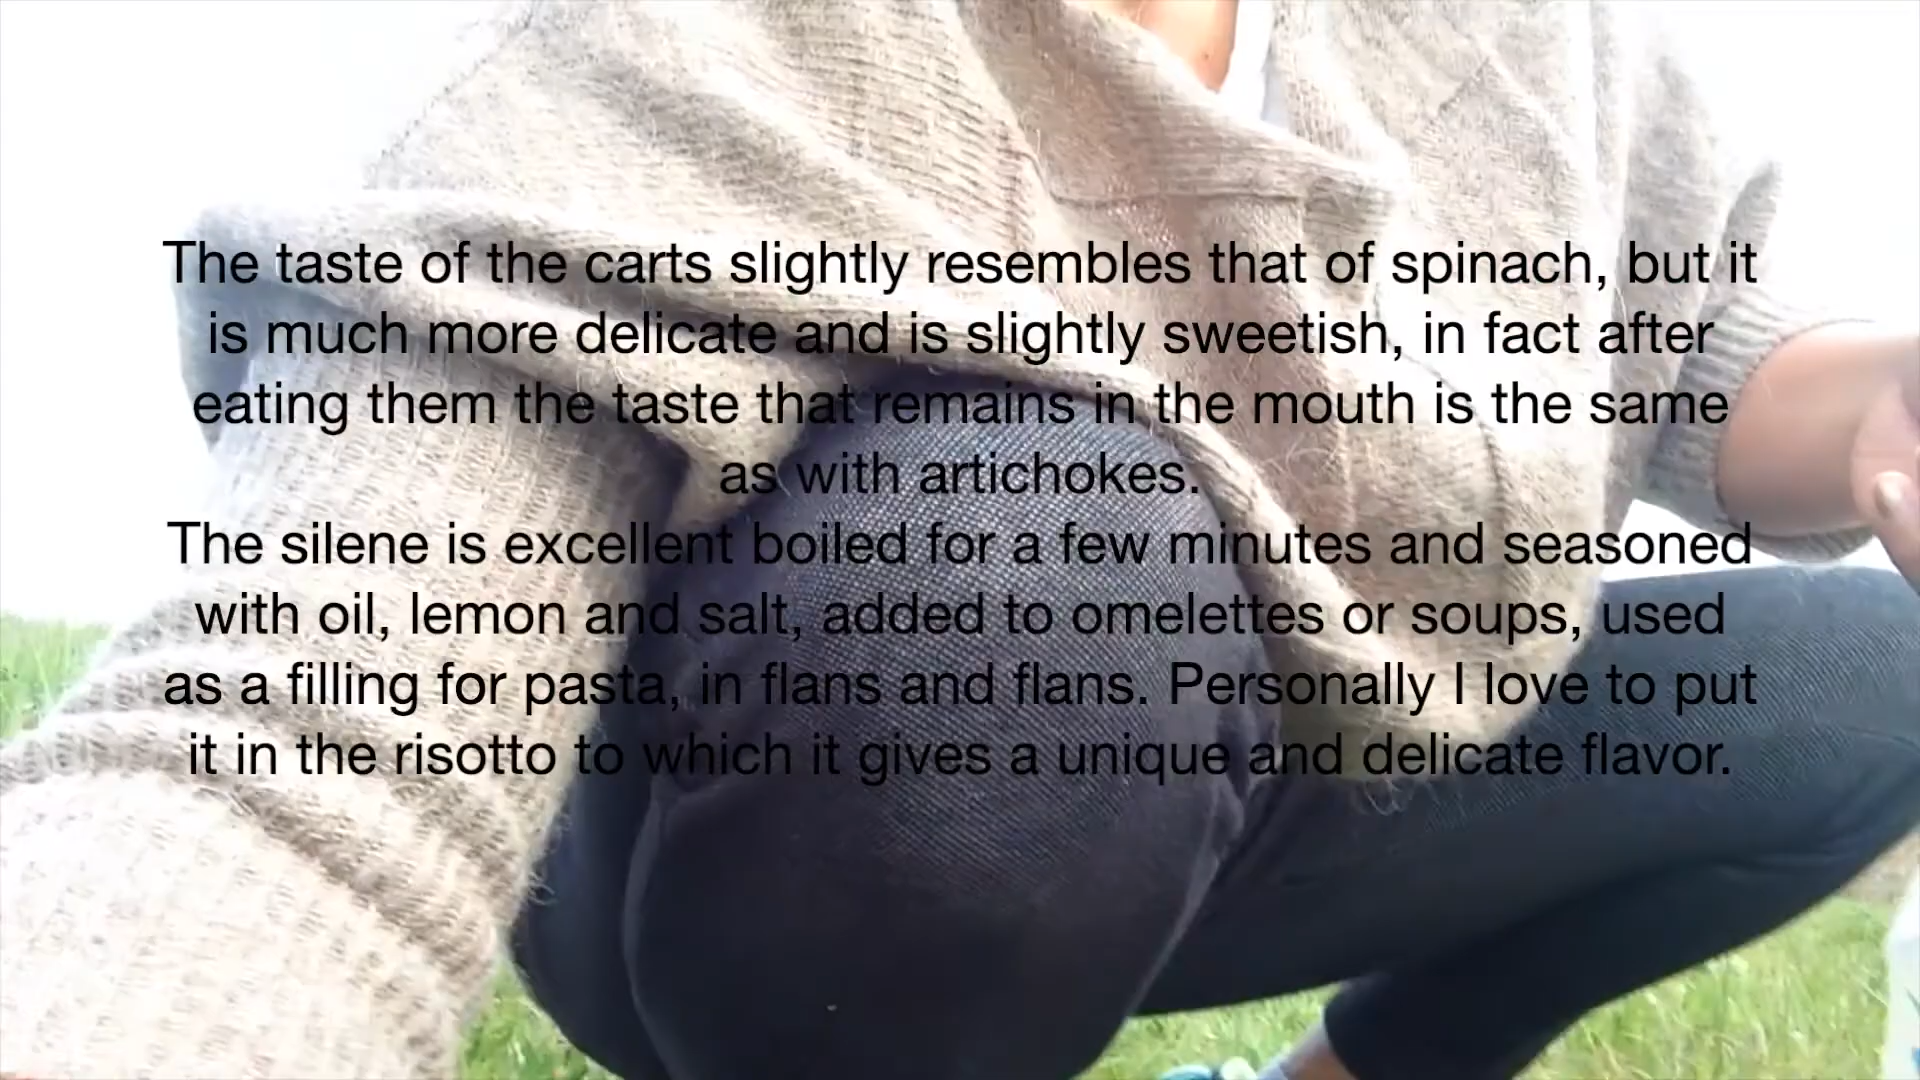 The taste of the carts slightly resembles that of spinach, but it
is much more delicate and is slightly sweetish, in fact after
eating them the taste that remains in the mouth is the same
as with artichokes.
The silene is excellent boiled for a few minutes and seasoned
with oil, lemon and salt, added to omelettes or soups, used
as a filling for pasta, in flans and flans. Personally I love to put
it in the risotto to which it gives a unique and delicate flavor.